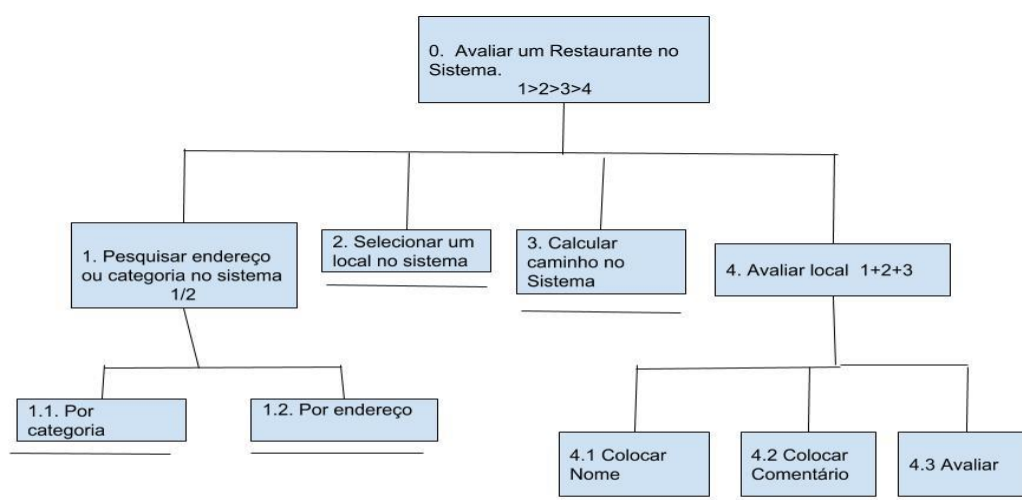 0. Avaliar um Restaurante no
Sistema.
1>2>3>4
1. Pesquisar endereço
ou categoria no sistema
1/2
2. Selecionar um
local no sistema
3. Calcular
caminho no
Sistema
4. Avaliar local 1+2+3
1.1. Por
categoria
1.2. Por endereço
4.1 Colocar
Nome
4.2 Colocar
Comentário
4.3 Avaliar